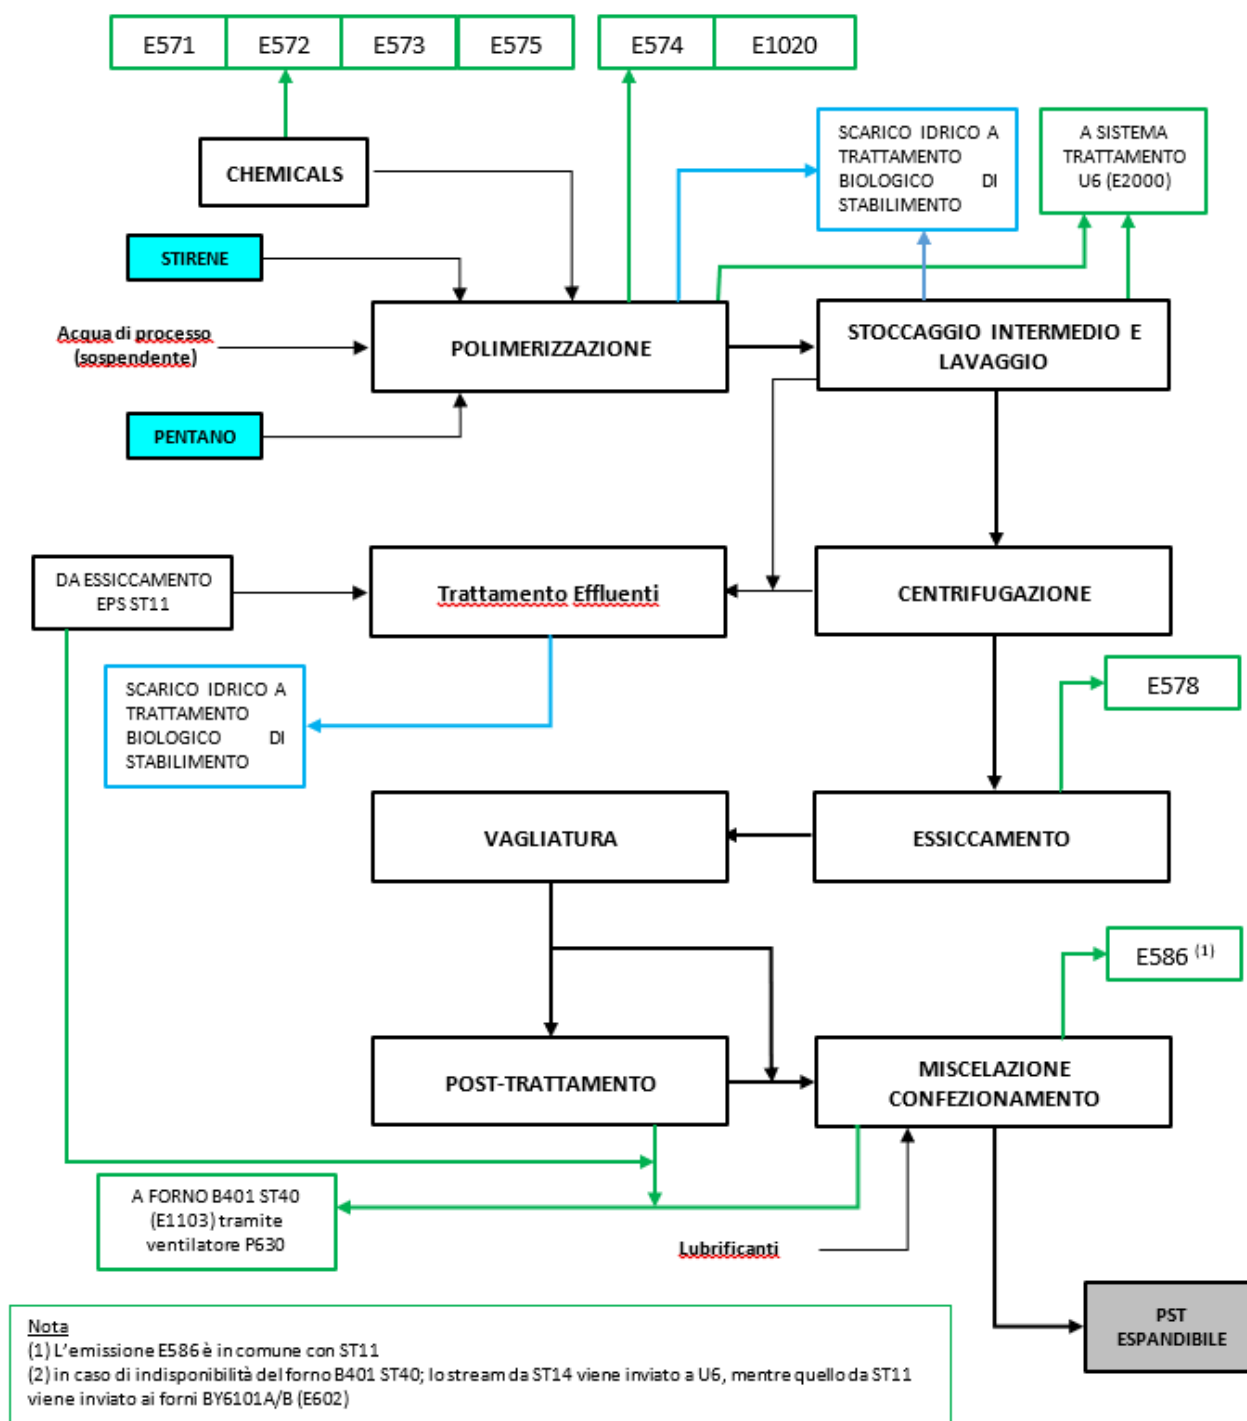 E571 E572 E573 E575 E574 E1020
CHEMICALS
SCARICO IDRICO A
TRATTAMENTO
BIOLOGICO DI
STABILIMENTO
A SISTEMA
TRATTAMENTO
U6 (E2000)
STIRENE
Acqua di processo
(sospendente)
POLIMERIZZAZIONE
STOCCAGGIO INTERMEDIO E
LAVAGGIO
PENTANO
DA ESSICCAMENTO
EPS ST11
Trattamento Effluenti
CENTRIFUGAZIONE
SCARICO IDRICO A
TRATTAMENTO
BIOLOGICO DI
STABILIMENTO
E578
VAGLIATURA
ESSICCAMENTO
E586 (1)
POST-TRATTAMENTO
MISCELAZIONE
CONFEZIONAMENTO
A FORNO B401 ST40
(E1103) tramite
ventilatore P630
Lubrificanti
PST
ESPANDIBILE
Nota
(1) L'emissione E586 è in comune con ST11
(2) in caso di indisponibilità del forno B401 ST40; lo stream da ST14 viene inviato a U6, mentre quello da ST11
viene inviato ai forni BY6101A/B (E602)